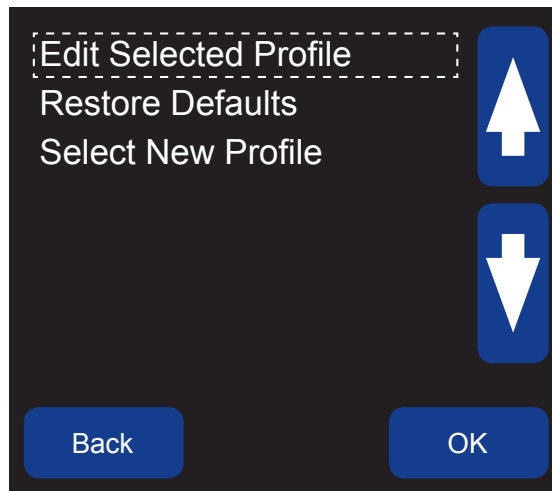 Edit Selected Profile
Restore Defaults
Select New Profile
Back
OK